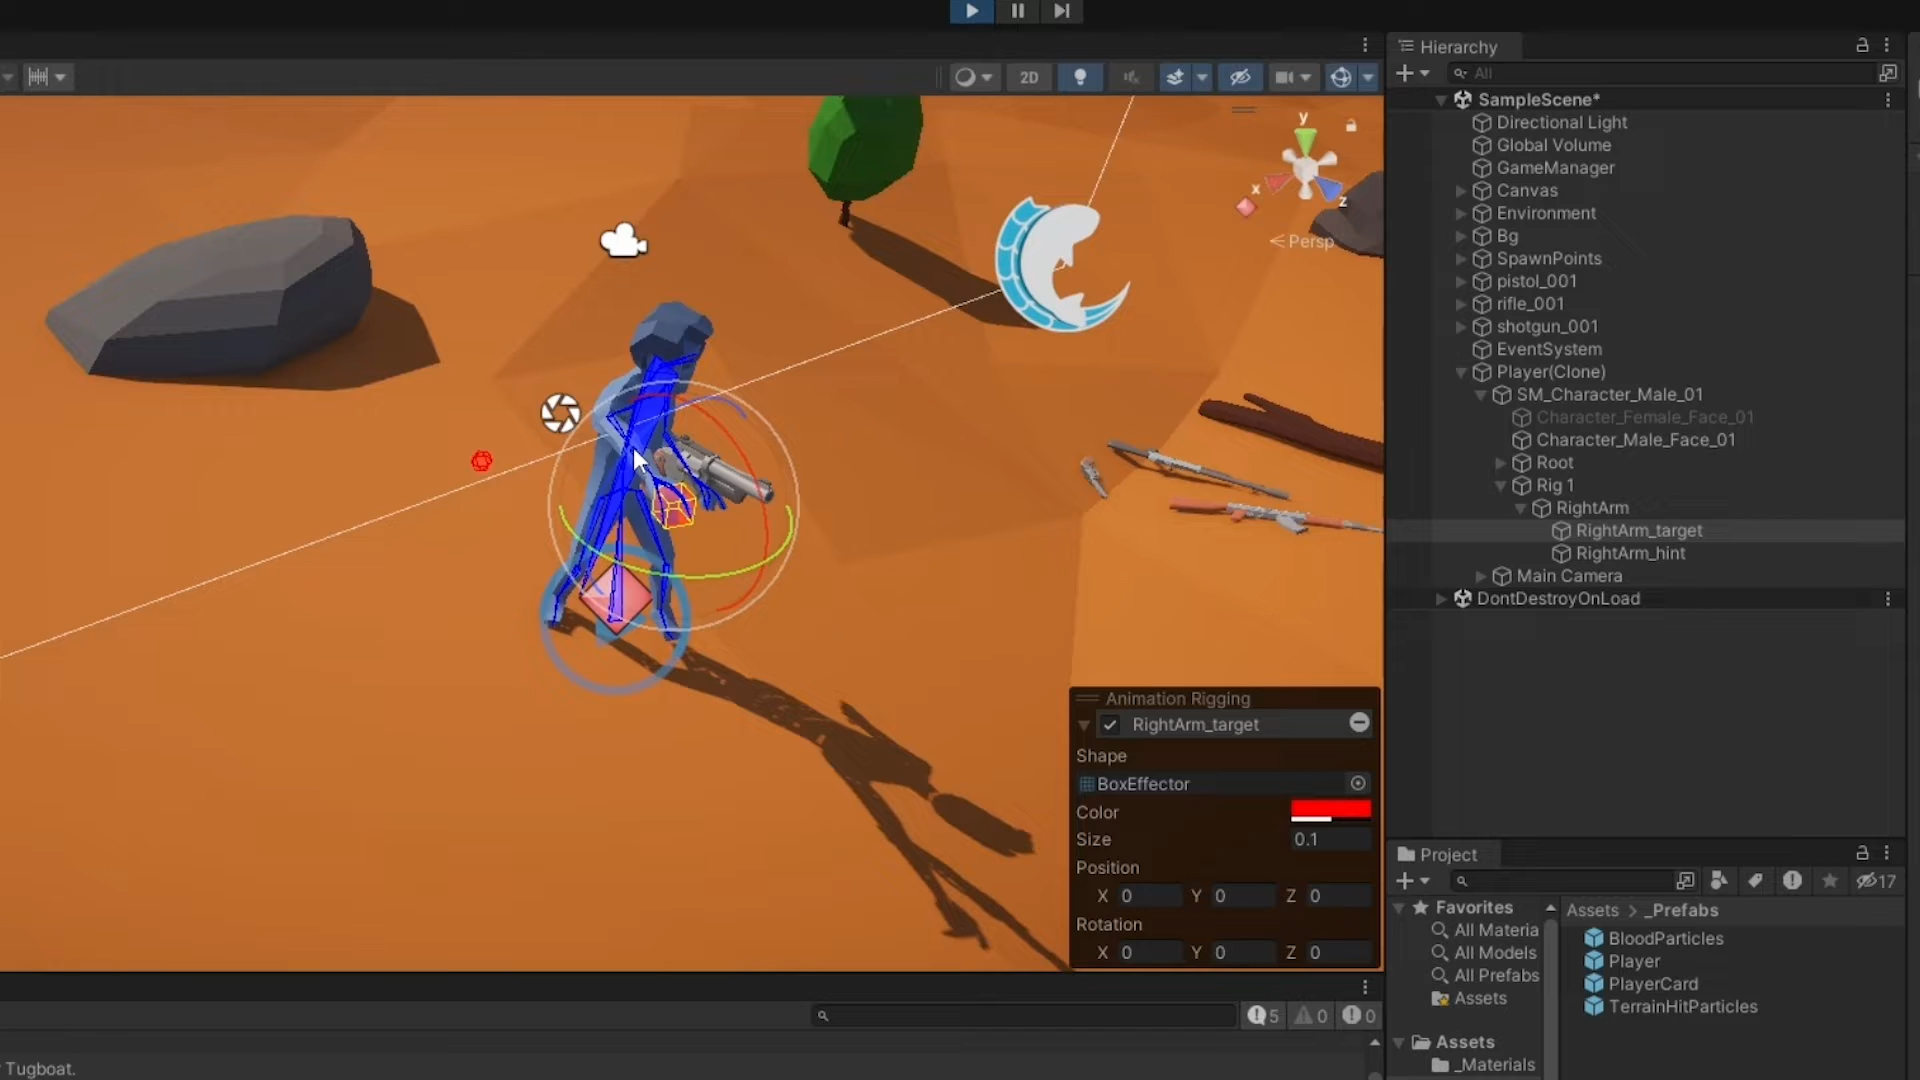 Hierarchy
2D
All
SampleScene*
Directional Light
Global Volume
GameManager
Canvas
Environment
Bg
SpawnPoints
pistol_001
rifle_001
shotgun_001
EventSystem
Player(Clone)
SM_Character_Male_01
Character_Female_Face_01
Character_Male_Face_01
Root
Rig 1
RightArm
RightArm_target
RightArm_hint
Main Camera
DontDestroyOnLoad
y
x
z
Persp
Animation Rigging
RightArm_target
Shape
BoxEffector
Color
Size 0.1
Position
X 0 Y 0 Z 0
Rotation
X 0 Y 0 Z 0
5 0 0
Tugboat.
Project
17
Favorites
All Materia
All Models
All Prefabs
Assets
Assets
_Materials
Assets > _Prefabs
BloodParticles
Player
PlayerCard
TerrainHitParticles